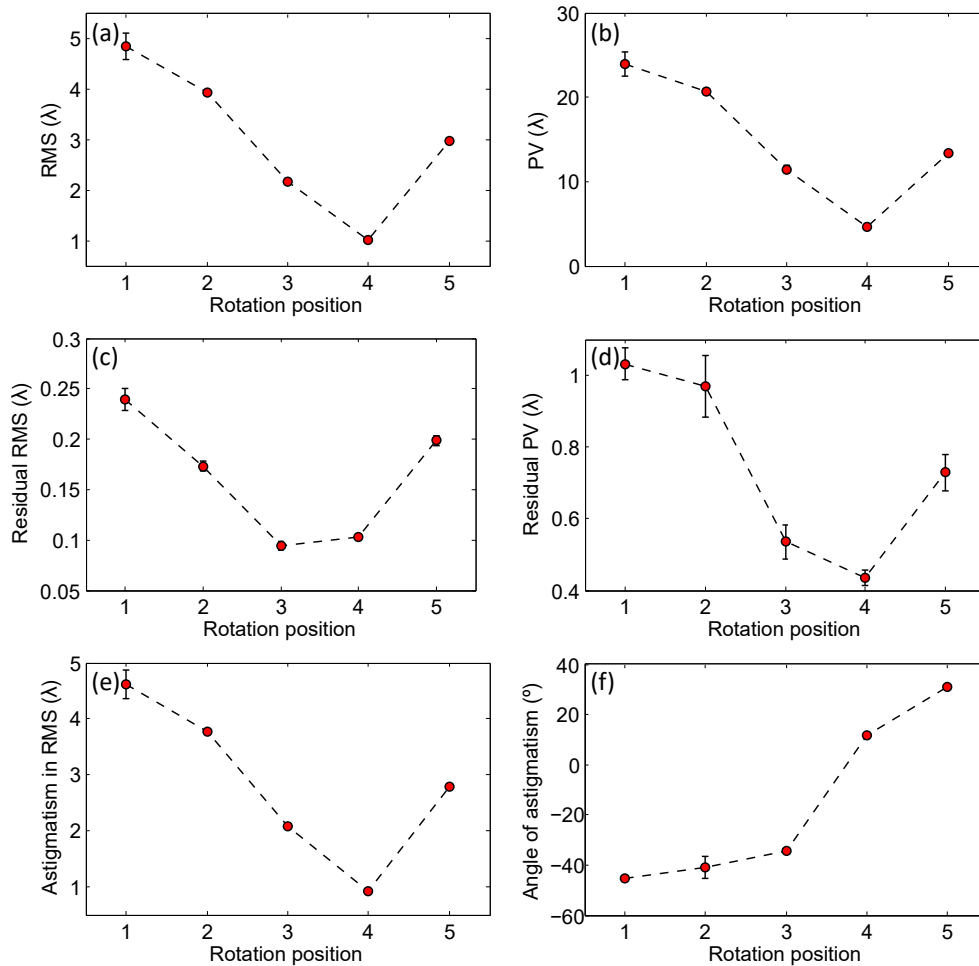 (a)
RMS (λ)
5
4
3
2
1
1 2 3 4 5
Rotation position
(b)
PV (λ)
30
20
10
0
1 2 3 4 5
Rotation position
(c)
Residual RMS (λ)
0.3
0.25
0.2
0.15
0.1
0.05
1 2 3 4 5
Rotation position
(d)
Residual PV (λ)
1
0.8
0.6
0.4
1 2 3 4 5
Rotation position
(e)
Astigmatism in RMS (λ)
5
4
3
2
1
1 2 3 4 5
Rotation position
(f)
Angle of astigmatism (º)
40
20
0
−20
−40
−60
1 2 3 4 5
Rotation position